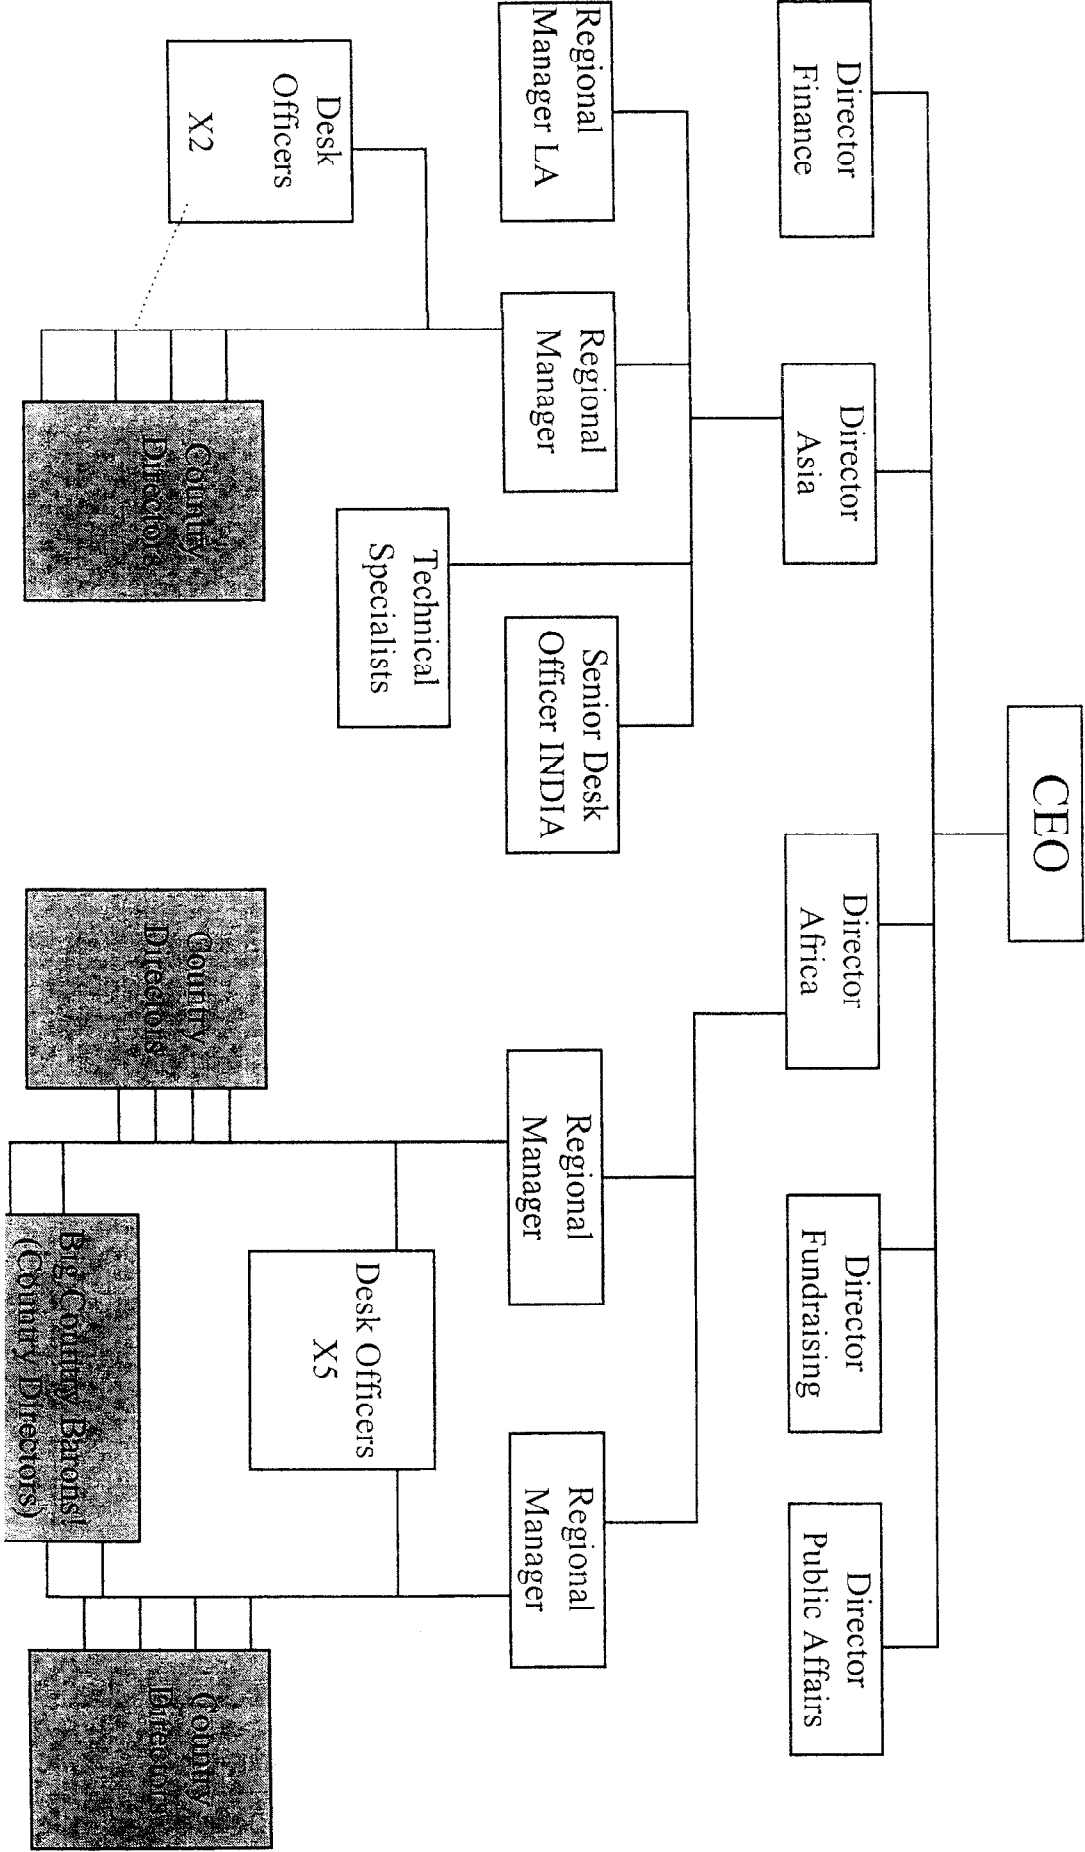 CEO
Director
Finance
Director
Asia
Director
Africa
Director
Fundraising
Director
Public Affairs
Regional
Manager LA
Regional
Manager
Technical
Specialists
Senior Desk
Officer INDIA
Regional
Manager
Regional
Manager
Desk
Officers
X2
Desk Officers
X5
Country
Directors
Country
Directors
Big Country Barons!
(Country Directors)
Country
Directors